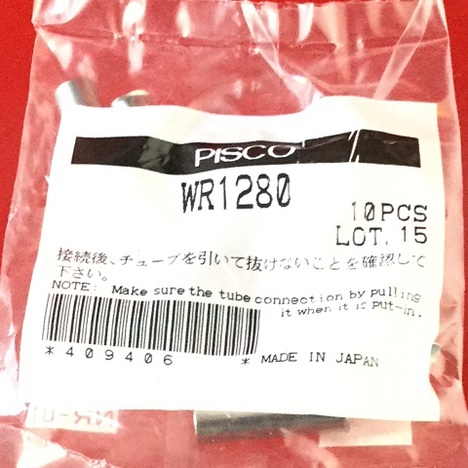 PISCO
WR1280
10PCS
LOT. 15
接続後、チューブを引いて抜けないことを確認して
下さい。
NOTE: Make sure the tube connection by pulling
it when it is put-in.
*409406*
MADE IN JAPAN